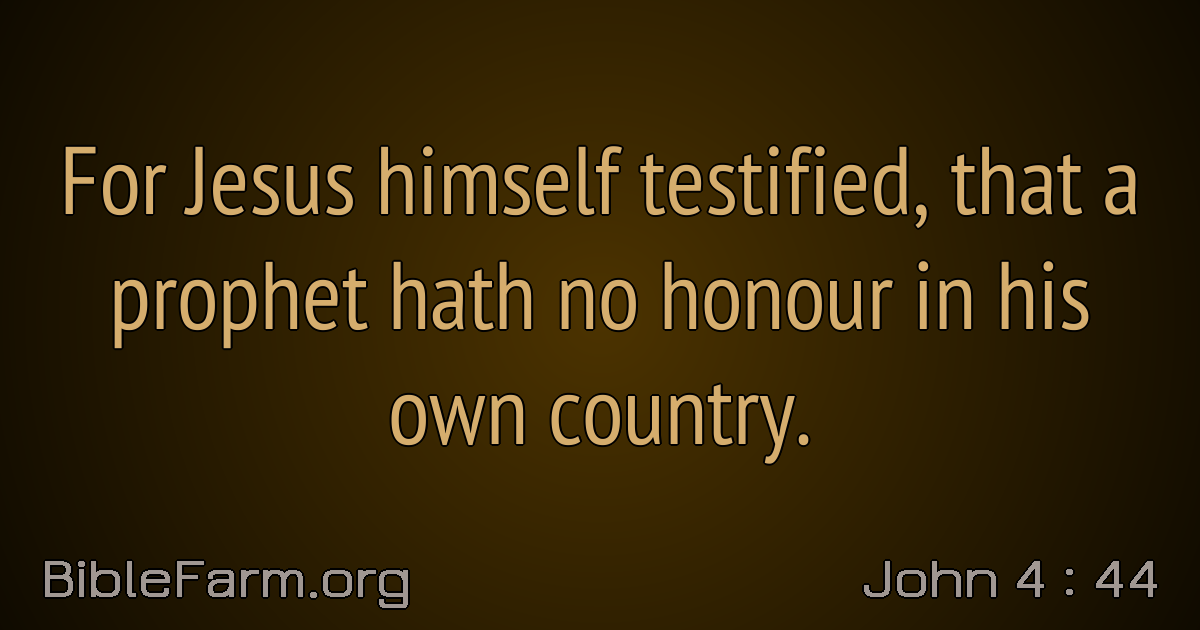 For Jesus himself testified, that a
prophet hath no honour in his
own country.
BibleFarm.org
John 4 : 44